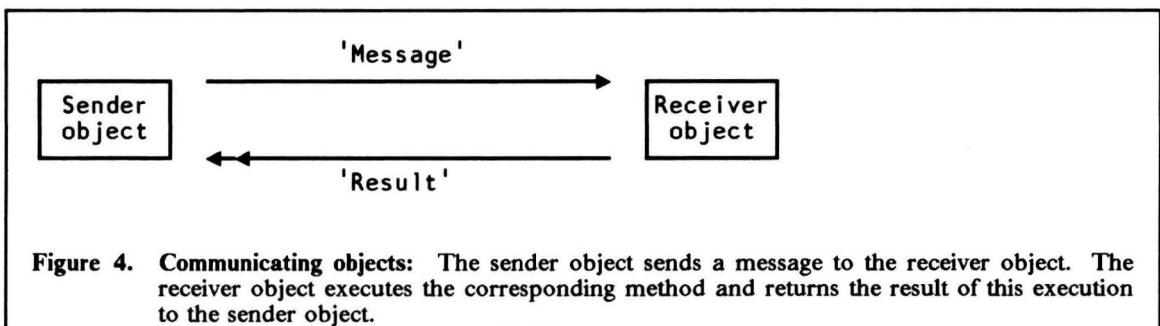 'Message'
Sender
object
Receiver
object
'Result'
Figure 4. Communicating objects: The sender object sends a message to the receiver object. The
receiver object executes the corresponding method and returns the result of this execution
to the sender object.